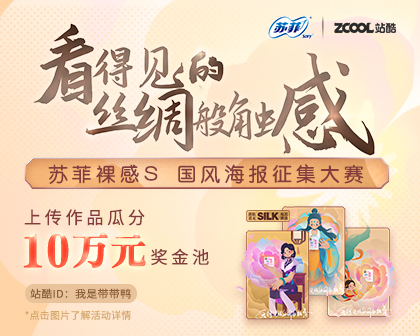 苏菲
Sofy
ZCOOL站酷
看得见的
丝绸般触感
苏菲裸感S 国风海报征集大赛
上传作品瓜分
10万元奖金池
站酷ID：我是带带鸭
*点击图片了解活动详情
SILK